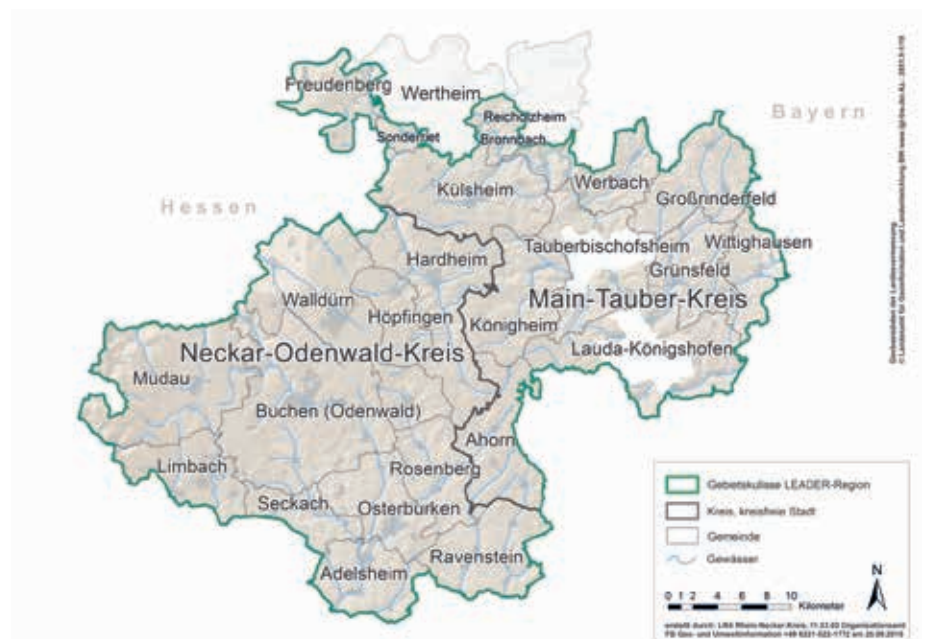 Freudenberg
Wertheim
Reicholzheim
Bronnbach
Sonderriet
Bayern
Hessen
Külsheim
Werbach
Großrinderfeld
Tauberbischofsheim
Wittighausen
Grünsfeld
Main-Tauber-Kreis
Hardheim
Walldürn
Höpfingen
Königheim
Lauda-Königshofen
Neckar-Odenwald-Kreis
Mudau
Buchen (Odenwald)
Ahorn
Limbach
Rosenberg
Seckach
Osterburken
Ravenstein
Adelsheim
Gebietskulisse LEADER-Region
Kreis, kreisfreie Stadt
Gemeinde
Gewässer
N
0 1 2 4 6 8 10
Kilometer